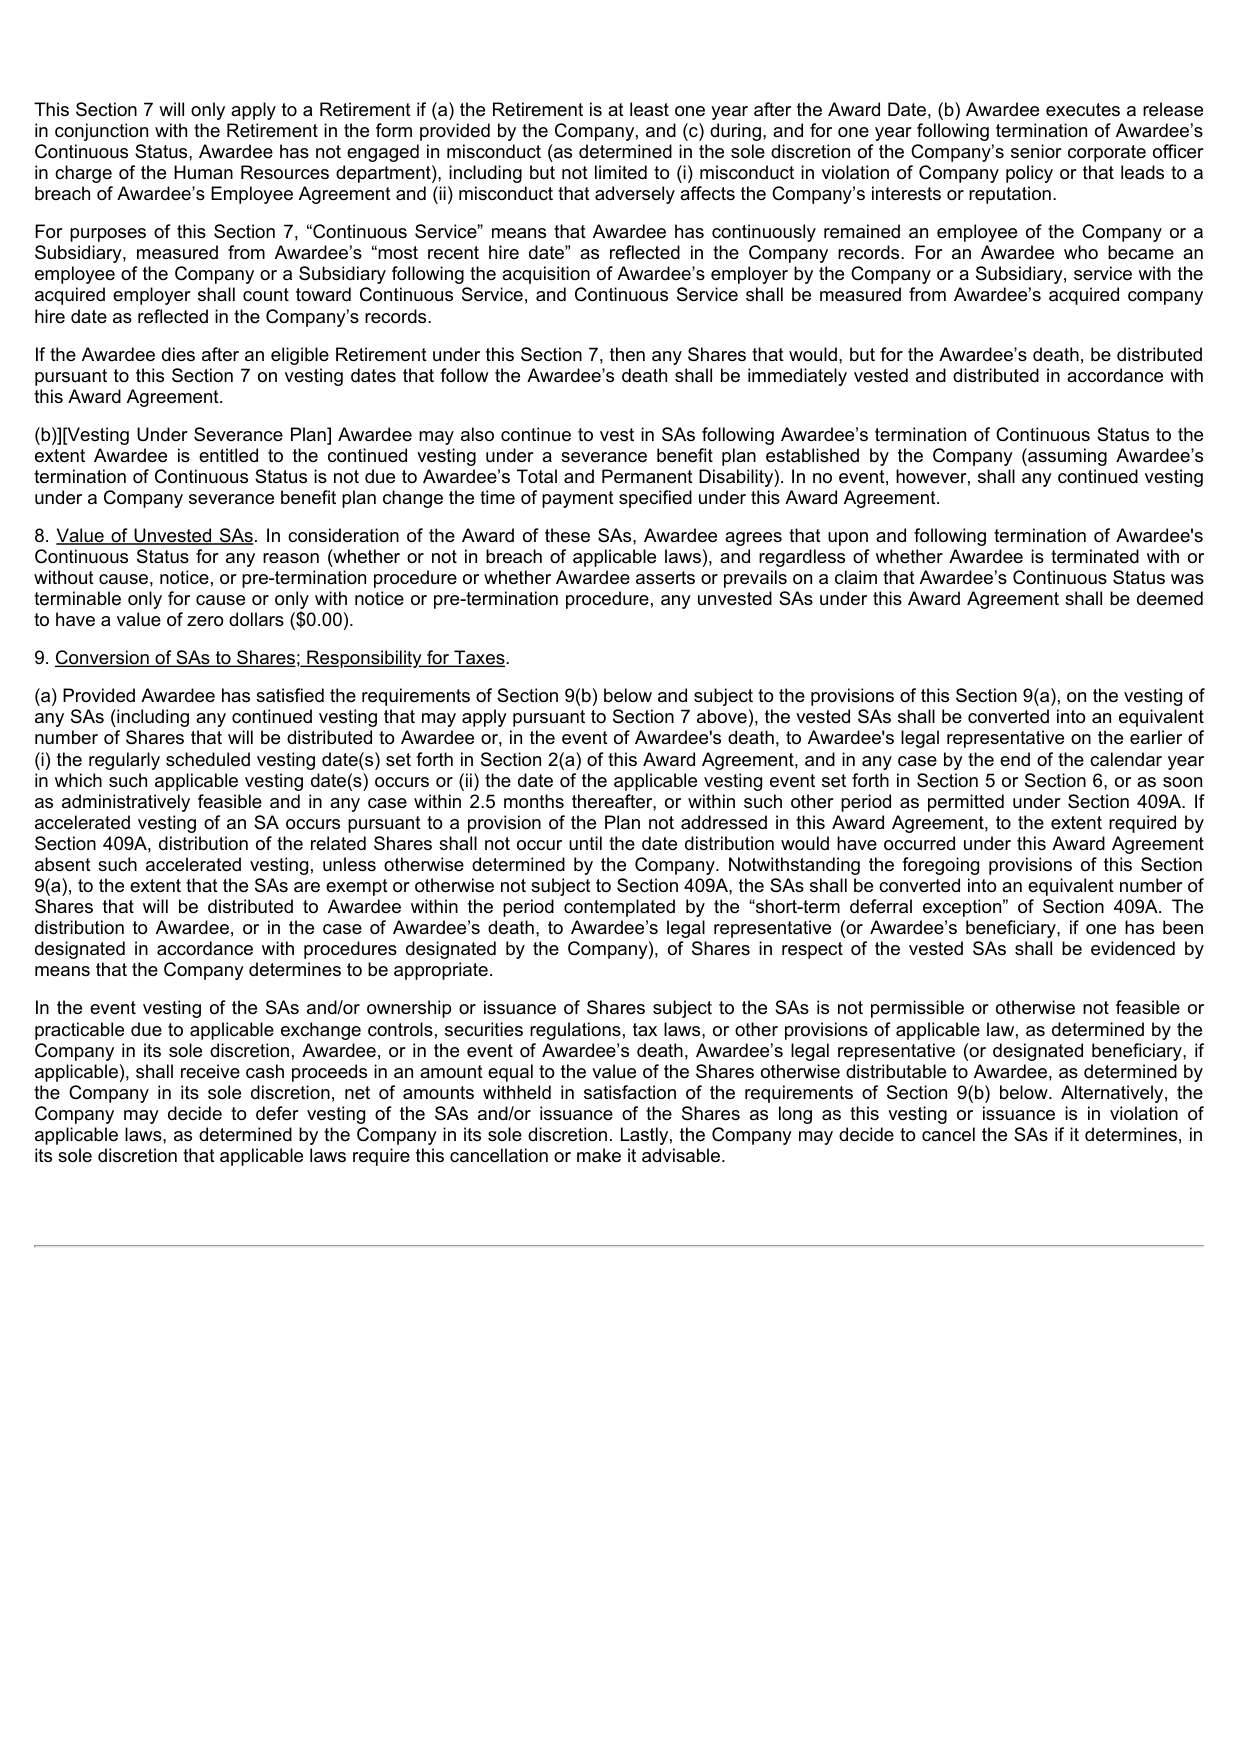 This Section 7 will only apply to a Retirement if (a) the Retirement is at least one year after the Award Date, (b) Awardee executes a release
in conjunction with the Retirement in the form provided by the Company, and (c) during, and for one year following termination of Awardee’s
Continuous Status, Awardee has not engaged in misconduct (as determined in the sole discretion of the Company’s senior corporate officer
in charge of the Human Resources department), including but not limited to (i) misconduct in violation of Company policy or that leads to a
breach of Awardee’s Employee Agreement and (ii) misconduct that adversely affects the Company’s interests or reputation.
For purposes of this Section 7, “Continuous Service” means that Awardee has continuously remained an employee of the Company or a
Subsidiary, measured from Awardee’s “most recent hire date” as reflected in the Company records. For an Awardee who became an
employee of the Company or a Subsidiary following the acquisition of Awardee’s employer by the Company or a Subsidiary, service with the
acquired employer shall count toward Continuous Service, and Continuous Service shall be measured from Awardee’s acquired company
hire date as reflected in the Company’s records.
If the Awardee dies after an eligible Retirement under this Section 7, then any Shares that would, but for the Awardee’s death, be distributed
pursuant to this Section 7 on vesting dates that follow the Awardee’s death shall be immediately vested and distributed in accordance with
this Award Agreement.
(b)][Vesting Under Severance Plan] Awardee may also continue to vest in SAs following Awardee’s termination of Continuous Status to the
extent Awardee is entitled to the continued vesting under a severance benefit plan established by the Company (assuming Awardee’s
termination of Continuous Status is not due to Awardee’s Total and Permanent Disability). In no event, however, shall any continued vesting
under a Company severance benefit plan change the time of payment specified under this Award Agreement.
8. Value of Unvested SAs. In consideration of the Award of these SAs, Awardee agrees that upon and following termination of Awardee's
Continuous Status for any reason (whether or not in breach of applicable laws), and regardless of whether Awardee is terminated with or
without cause, notice, or pre-termination procedure or whether Awardee asserts or prevails on a claim that Awardee’s Continuous Status was
terminable only for cause or only with notice or pre-termination procedure, any unvested SAs under this Award Agreement shall be deemed
to have a value of zero dollars ($0.00).
9. Conversion of SAs to Shares; Responsibility for Taxes.
(a) Provided Awardee has satisfied the requirements of Section 9(b) below and subject to the provisions of this Section 9(a), on the vesting of
any SAs (including any continued vesting that may apply pursuant to Section 7 above), the vested SAs shall be converted into an equivalent
number of Shares that will be distributed to Awardee or, in the event of Awardee's death, to Awardee's legal representative on the earlier of
(i) the regularly scheduled vesting date(s) set forth in Section 2(a) of this Award Agreement, and in any case by the end of the calendar year
in which such applicable vesting date(s) occurs or (ii) the date of the applicable vesting event set forth in Section 5 or Section 6, or as soon
as administratively feasible and in any case within 2.5 months thereafter, or within such other period as permitted under Section 409A. If
accelerated vesting of an SA occurs pursuant to a provision of the Plan not addressed in this Award Agreement, to the extent required by
Section 409A, distribution of the related Shares shall not occur until the date distribution would have occurred under this Award Agreement
absent such accelerated vesting, unless otherwise determined by the Company. Notwithstanding the foregoing provisions of this Section
9(a), to the extent that the SAs are exempt or otherwise not subject to Section 409A, the SAs shall be converted into an equivalent number of
Shares that will be distributed to Awardee within the period contemplated by the “short-term deferral exception” of Section 409A. The
distribution to Awardee, or in the case of Awardee’s death, to Awardee’s legal representative (or Awardee’s beneficiary, if one has been
designated in accordance with procedures designated by the Company), of Shares in respect of the vested SAs shall be evidenced by
means that the Company determines to be appropriate.
In the event vesting of the SAs and/or ownership or issuance of Shares subject to the SAs is not permissible or otherwise not feasible or
practicable due to applicable exchange controls, securities regulations, tax laws, or other provisions of applicable law, as determined by the
Company in its sole discretion, Awardee, or in the event of Awardee’s death, Awardee’s legal representative (or designated beneficiary, if
applicable), shall receive cash proceeds in an amount equal to the value of the Shares otherwise distributable to Awardee, as determined by
the Company in its sole discretion, net of amounts withheld in satisfaction of the requirements of Section 9(b) below. Alternatively, the
Company may decide to defer vesting of the SAs and/or issuance of the Shares as long as this vesting or issuance is in violation of
applicable laws, as determined by the Company in its sole discretion. Lastly, the Company may decide to cancel the SAs if it determines, in
its sole discretion that applicable laws require this cancellation or make it advisable.